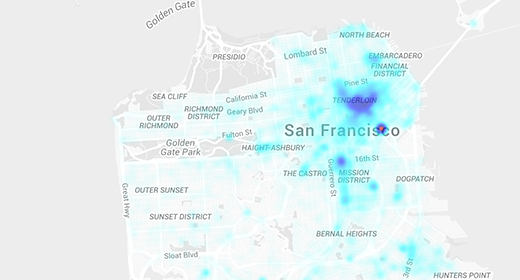 Golden Gate
NORTH BEACH
Lombard St
EMBARCADERO
PRESIDIO
FINANCIAL
DISTRICT
Pine St
SEA CLIFF
California St
TENDERLOIN
RICHMOND
DISTRICT
Geary Blvd
OUTER
RICHMOND
San Francisco
Fulton St
Golden
Gate Park
HAIGHT-ASHBURY
16th St
THE CASTRO
Guerrero St
MISSION
DISTRICT
DOGPATCH
Great Hwy
OUTER SUNSET
SUNSET DISTRICT
BERNAL HEIGHTS
Sloat Blvd
3rd St
HUNTERS POINT